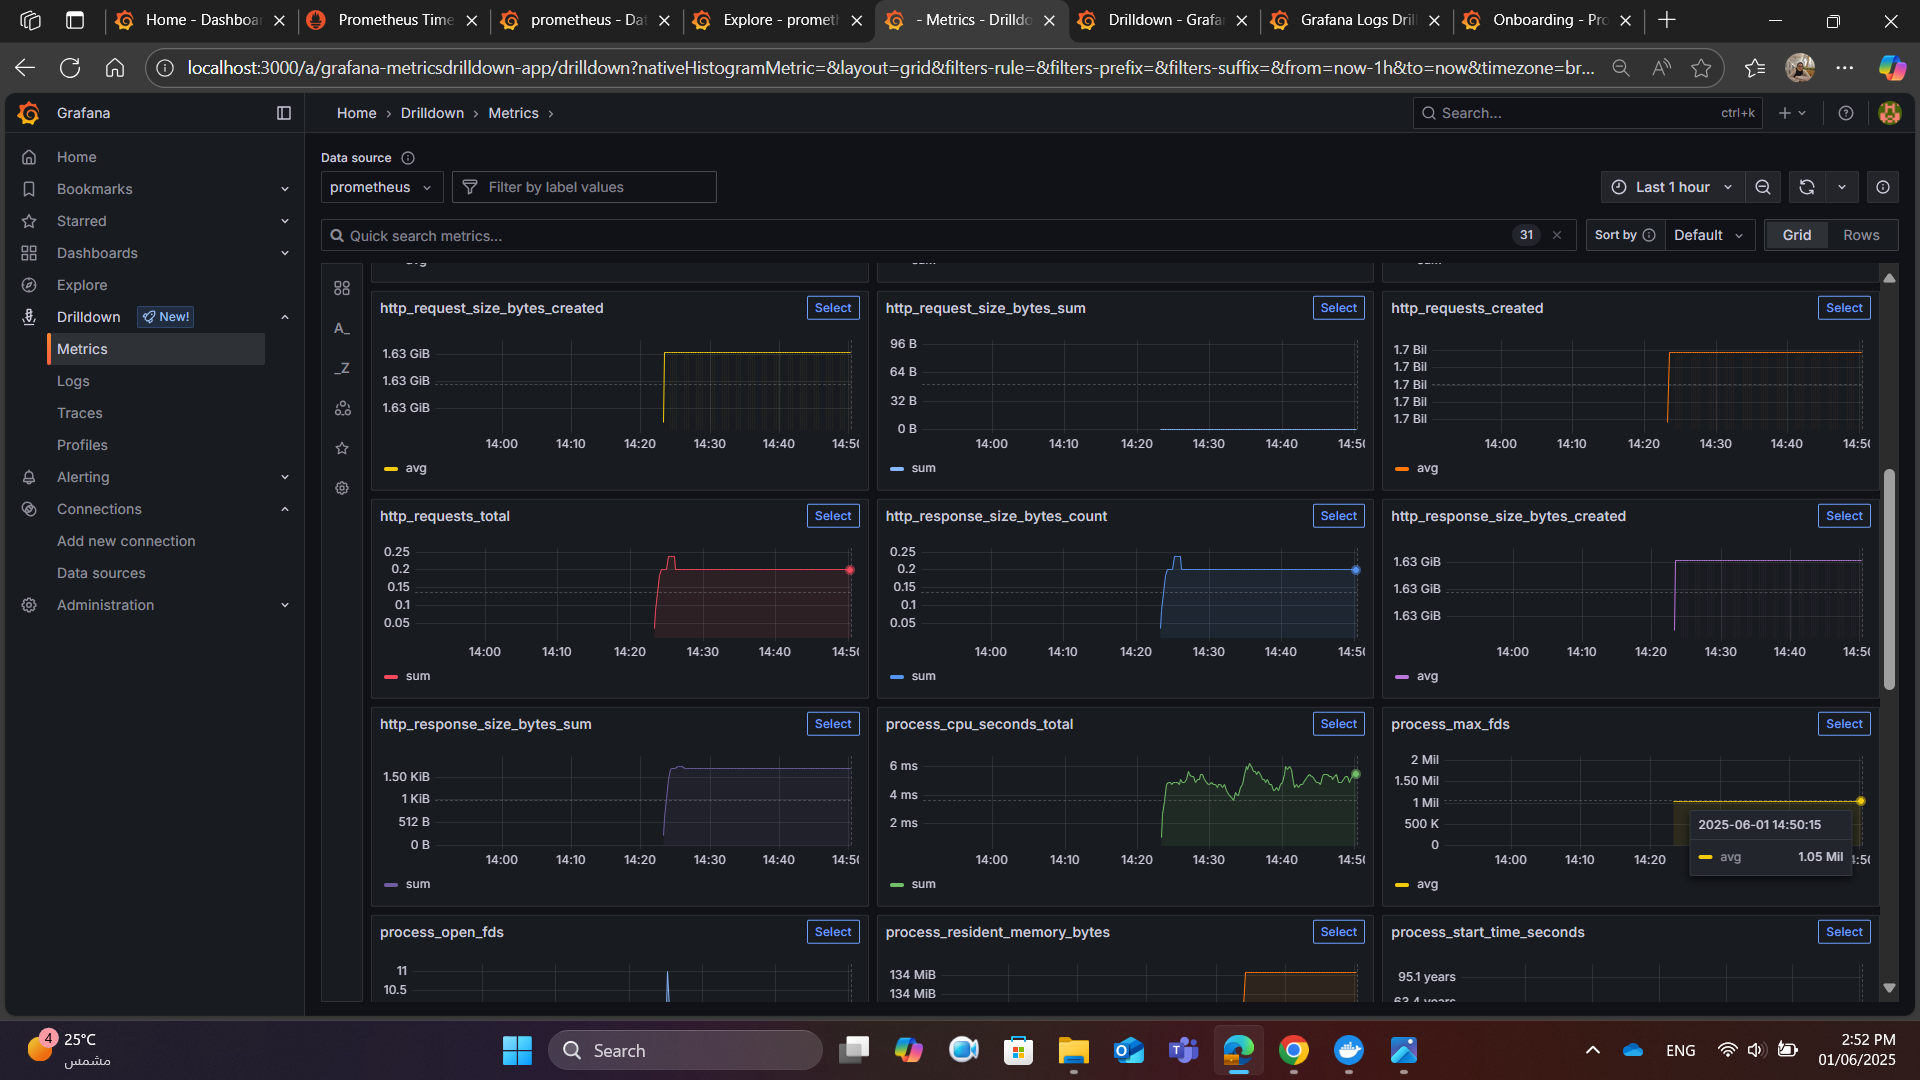 Home - Dashboar
Prometheus Time
prometheus - Dat
Explore - prometh
- Metrics - Drilldo
Drilldown - Grafan
Grafana Logs Drill
Onboarding - Pro
localhost:3000/a/grafana-metricsdrilldown-app/drilldown?nativeHistogramMetric=&layout=grid&filters-rule=&filters-prefix=&filters-suffix=&from=now-1h&to=now&timezone=br...
Grafana
Home › Drilldown › Metrics ›
Search... ctrl+k
Home
Bookmarks
Starred
Dashboards
Explore
Drilldown New!
Metrics
Logs
Traces
Profiles
Alerting
Connections
Add new connection
Data sources
Administration
Data source
prometheus
Filter by label values
Last 1 hour
Quick search metrics...
31
Sort by Default
Grid Rows
A_
_Z
http_request_size_bytes_created Select
1.63 GiB
1.63 GiB
1.63 GiB
14:00 14:10 14:20 14:30 14:40 14:50
avg
http_request_size_bytes_sum Select
96 B
64 B
32 B
0 B
14:00 14:10 14:20 14:30 14:40 14:50
sum
http_requests_created Select
1.7 Bil
1.7 Bil
1.7 Bil
1.7 Bil
1.7 Bil
14:00 14:10 14:20 14:30 14:40 14:50
avg
http_requests_total Select
0.25
0.2
0.15
0.1
0.05
14:00 14:10 14:20 14:30 14:40 14:50
sum
http_response_size_bytes_count Select
0.25
0.2
0.15
0.1
0.05
14:00 14:10 14:20 14:30 14:40 14:50
sum
http_response_size_bytes_created Select
1.63 GiB
1.63 GiB
1.63 GiB
14:00 14:10 14:20 14:30 14:40 14:50
avg
http_response_size_bytes_sum Select
1.50 KiB
1 KiB
512 B
0 B
14:00 14:10 14:20 14:30 14:40 14:50
sum
process_cpu_seconds_total Select
6 ms
4 ms
2 ms
14:00 14:10 14:20 14:30 14:40 14:50
sum
process_max_fds Select
2 Mil
1.50 Mil
1 Mil
500 K
0
14:00 14:10 14:20
avg
2025-06-01 14:50:15
avg 1.05 Mil
process_open_fds Select
11
10.5
process_resident_memory_bytes Select
134 MiB
134 MiB
process_start_time_seconds Select
95.1 years
63.4 years
4
25°C
مشمس
Search
ENG
2:52 PM
01/06/2025